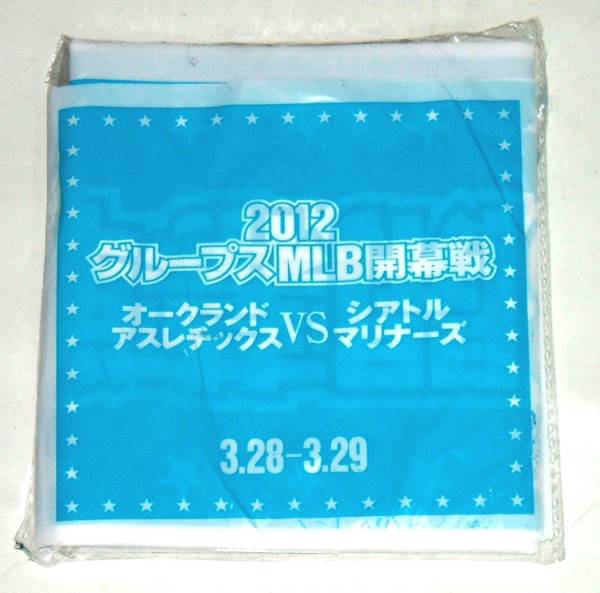 2012
グループスMLB開幕戦
オークランド
アスレチックス VS シアトル
マリナーズ
3.28-3.29